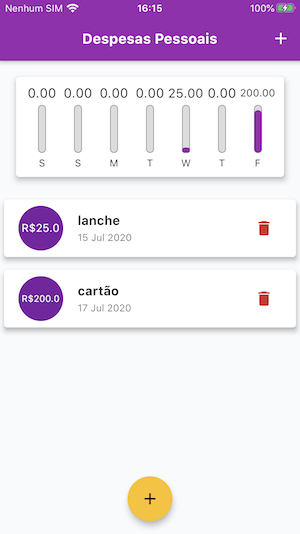 Nenhum SIM 16:15 100%
Despesas Pessoais +
0.00 0.00 0.00 0.00 25.00 0.00 200.00
S S M T W T F
R$25.0
lanche
15 Jul 2020
R$200.0
cartão
17 Jul 2020
+